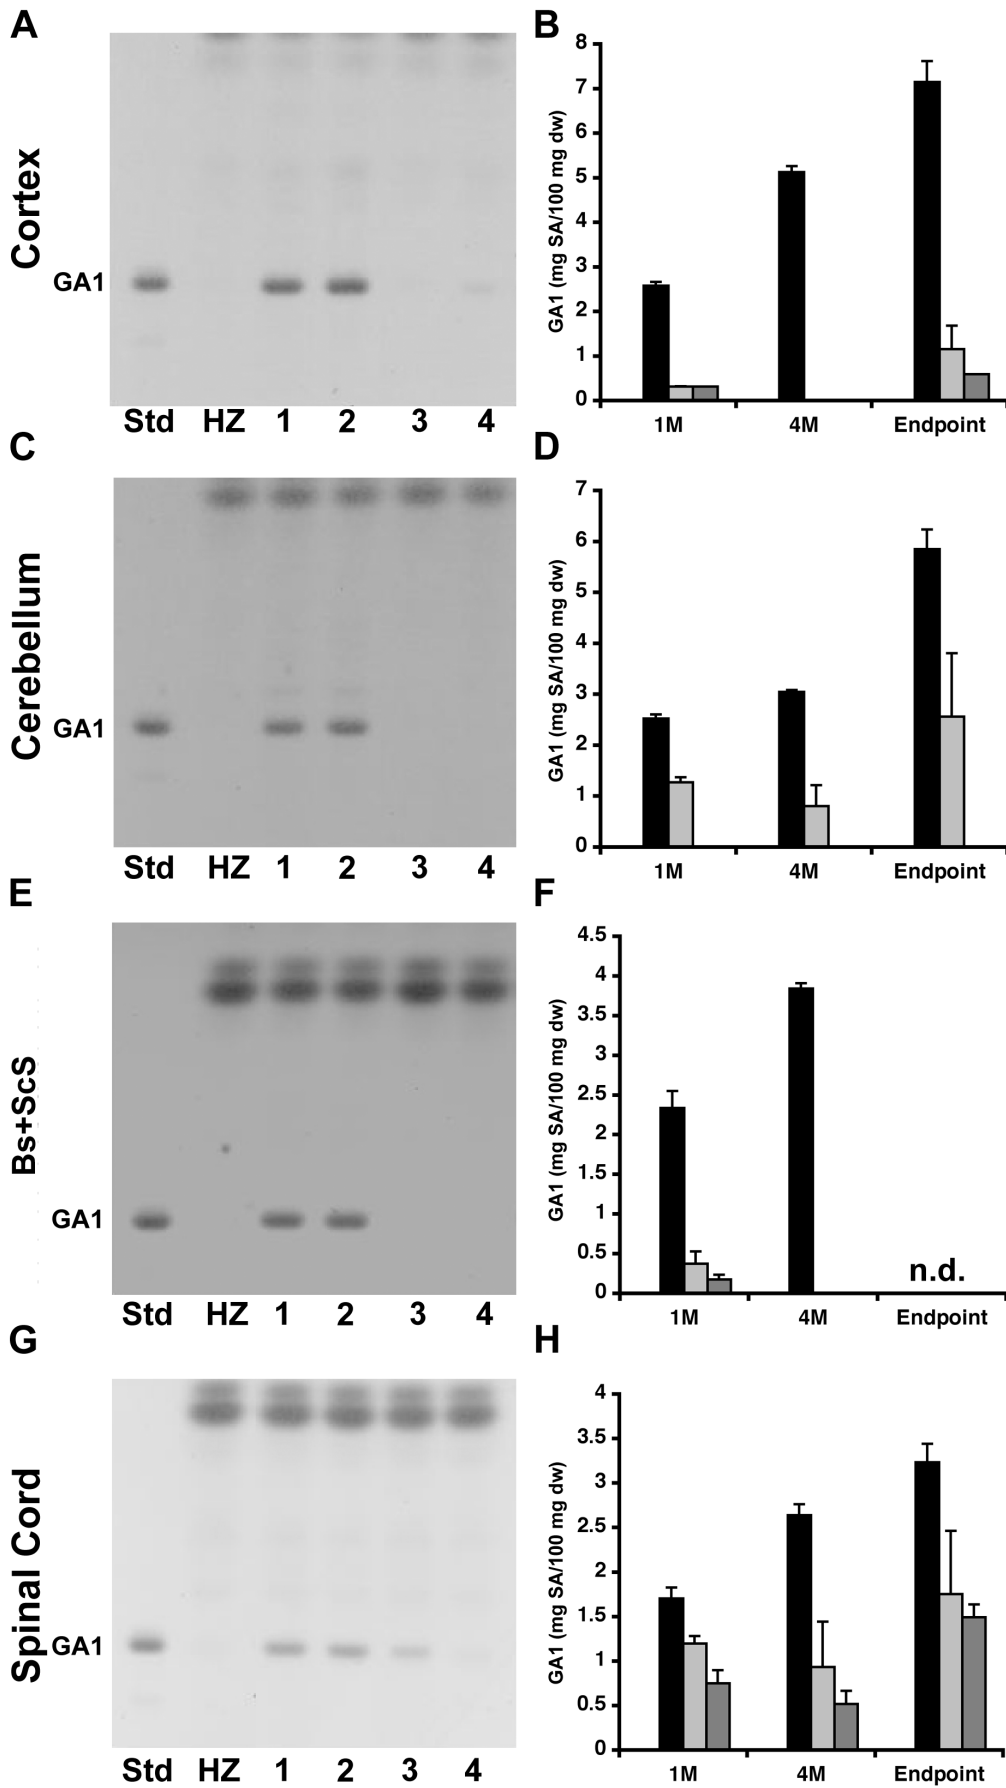 A
Cortex
GA1
Std HZ 1 2 3 4
B
GA1 (mg SA/100 mg dw)
8
7
6
5
4
3
2
1
0
1M 4M Endpoint
C
Cerebellum
GA1
Std HZ 1 2 3 4
D
GA1 (mg SA/100 mg dw)
7
6
5
4
3
2
1
0
1M 4M Endpoint
E
Bs+ScS
GA1
Std HZ 1 2 3 4
F
GA1 (mg SA/100 mg dw)
4.5
4
3.5
3
2.5
2
1.5
1
0.5
0
n.d.
1M 4M Endpoint
G
Spinal Cord
GA1
Std HZ 1 2 3 4
H
GA1 (mg SA/100 mg dw)
4
3.5
3
2.5
2
1.5
1
0.5
0
1M 4M Endpoint